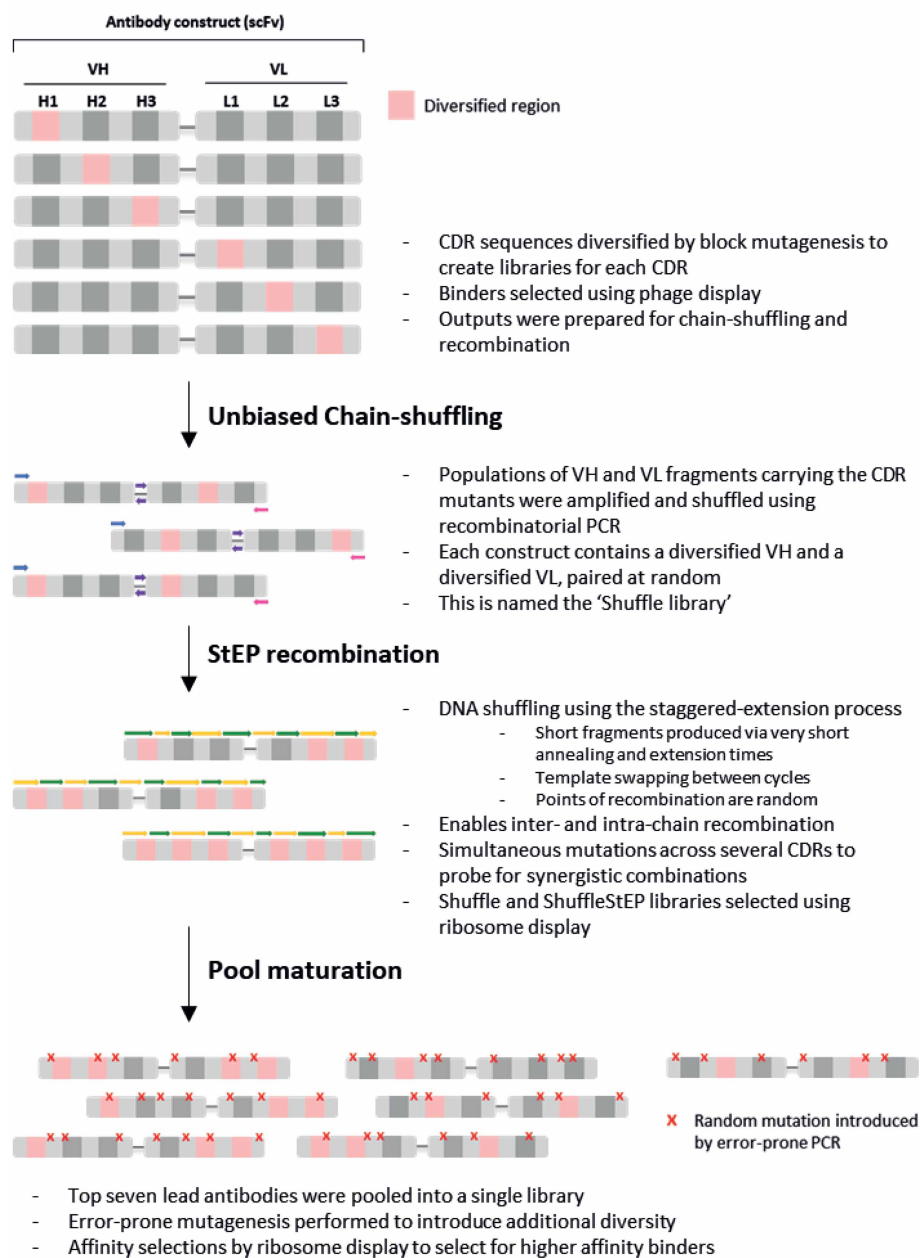 Antibody construct (scFv)
VH
VL
H1 H2 H3 L1 L2 L3
Diversified region
- CDR sequences diversified by block mutagenesis to
create libraries for each CDR
- Binders selected using phage display
- Outputs were prepared for chain-shuffling and
recombination
Unbiased Chain-shuffling
- Populations of VH and VL fragments carrying the CDR
mutants were amplified and shuffled using
recombinatorial PCR
- Each construct contains a diversified VH and a
diversified VL, paired at random
- This is named the ‘Shuffle library’
StEP recombination
- DNA shuffling using the staggered-extension process
- Short fragments produced via very short
annealing and extension times
- Template swapping between cycles
- Points of recombination are random
- Enables inter- and intra-chain recombination
- Simultaneous mutations across several CDRs to
probe for synergistic combinations
- Shuffle and ShuffleStEP libraries selected using
ribosome display
Pool maturation
X Random mutation introduced
by error-prone PCR
- Top seven lead antibodies were pooled into a single library
- Error-prone mutagenesis performed to introduce additional diversity
- Affinity selections by ribosome display to select for higher affinity binders